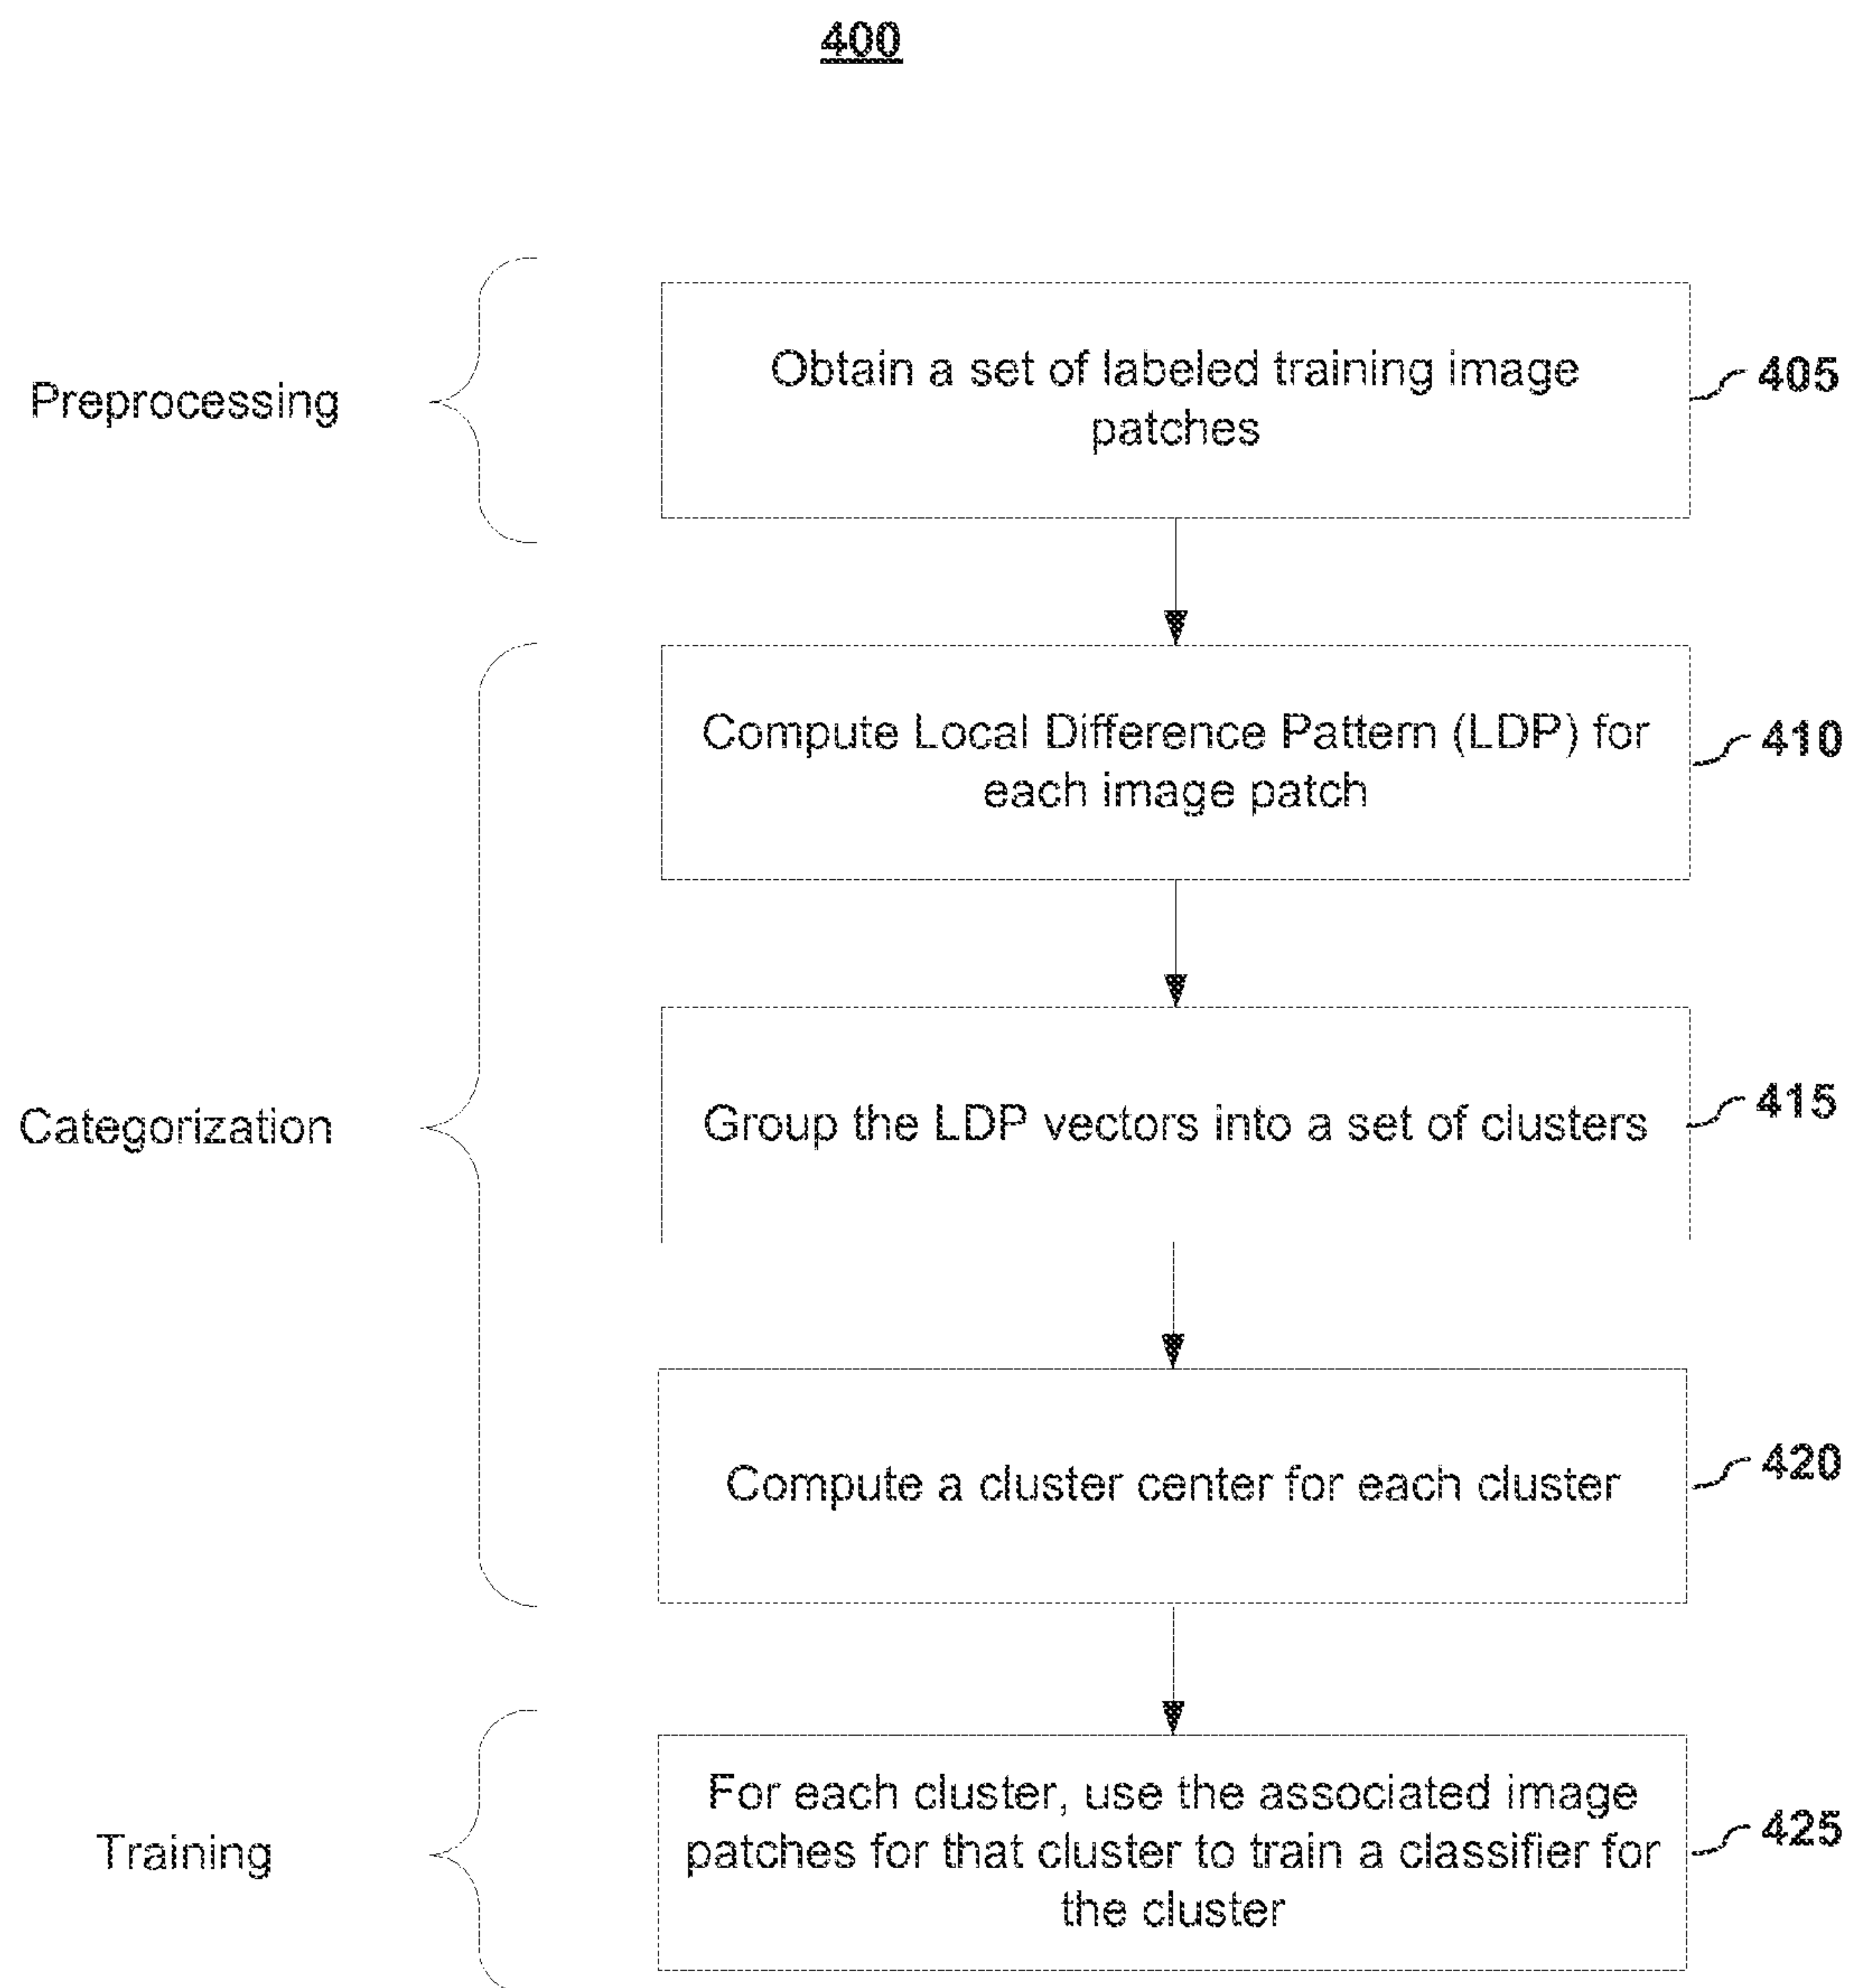 400
Preprocessing
Obtain a set of labeled training image
patches
405
Compute Local Difference Pattern (LDP) for
each image patch
410
Categorization
Group the LDP vectors into a set of clusters
415
Compute a cluster center for each cluster
420
Training
For each cluster, use the associated image
patches for that cluster to train a classifier for
the cluster
425